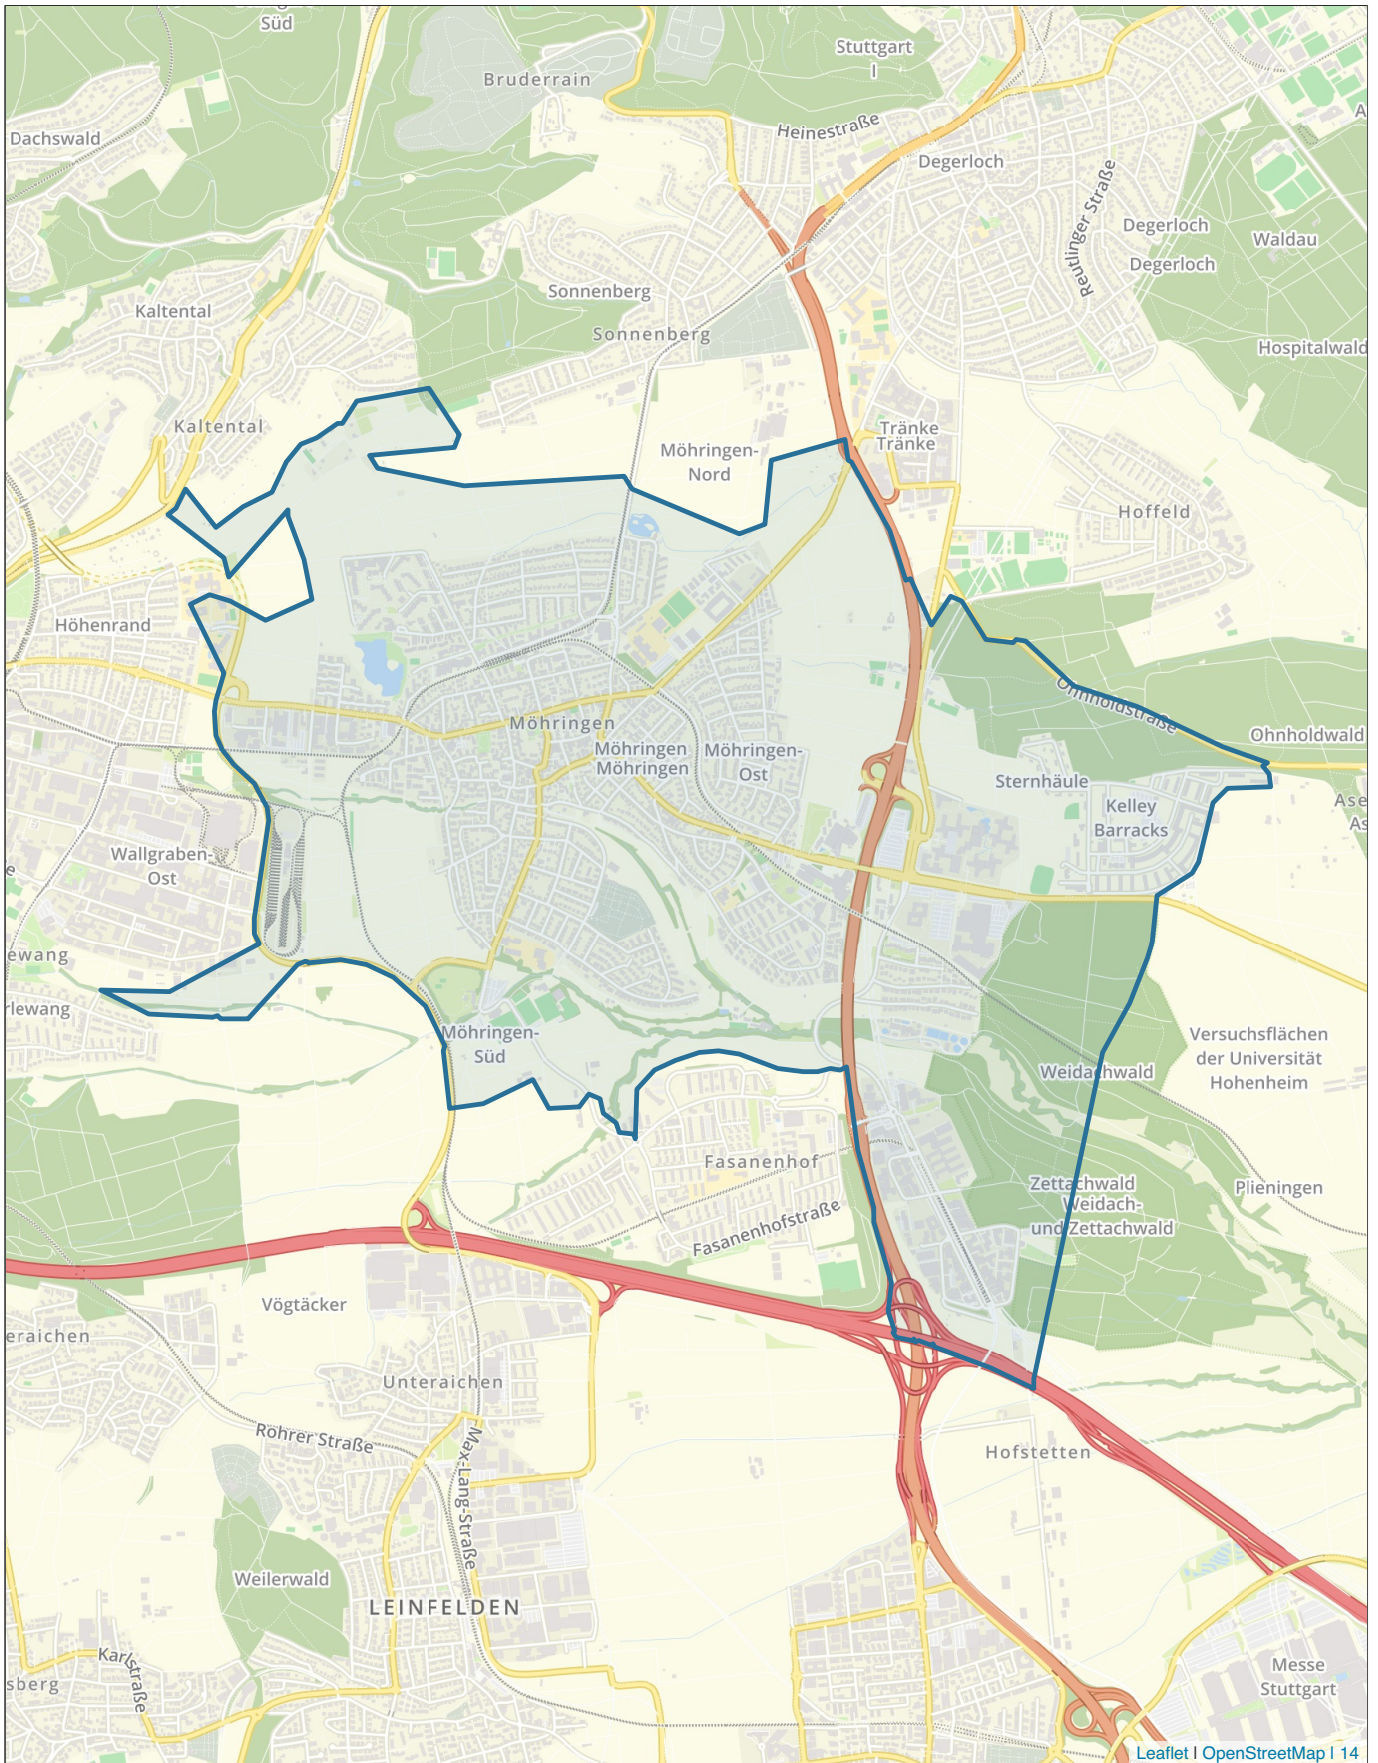 Süd
Stuttgart
I
Bruderrain
Dachswald
Heinestraße
Degerloch
Reutlinger Straße
Degerloch
Waldau
Degerloch
Sonnenberg
Kaltental
Sonnenberg
Hospitalwald
Kaltental
Tränke
Tränke
Möhringen-
Nord
Hoffeld
Höhenrand
Ohnholdstraße
Möhringen
Ohnholdwald
Möhringen
Möhringen
Möhringen-
Ost
Sternhäule
Kelley
Barracks
Ase
As
Wallgraben-
Ost
ewang
rlewang
Möhringen-
Süd
Versuchsflächen
der Universität
Hohenheim
Weidachwald
Fasanenhof
Zettachwald
Weidach-
und Zettachwald
Plieningen
Fasanenhofstraße
Vögtäcker
eraichen
Unteraichen
Rohrer Straße
Max-Lang-Straße
Hofstetten
Weilerwald
LEINFELDEN
Karlstraße
sberg
Messe
Stuttgart
Leaflet | OpenStreetMap | 14